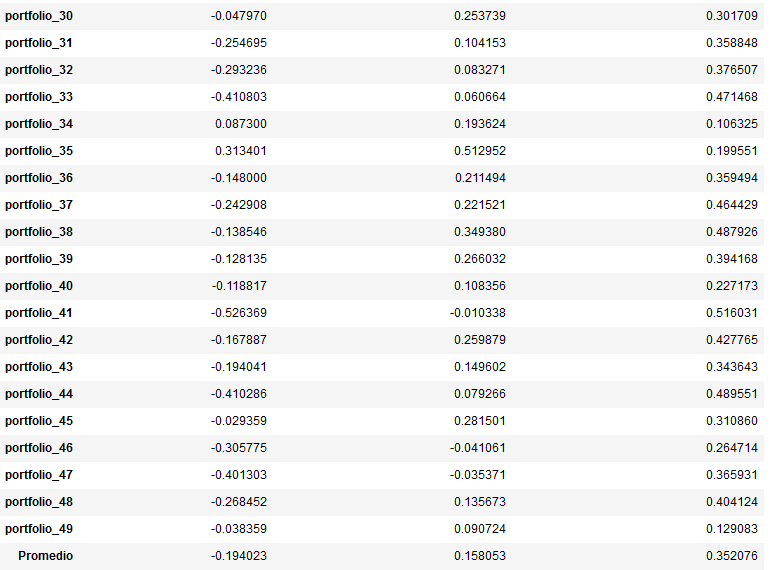 portfolio_30 -0.047970 0.253739 0.301709
portfolio_31 -0.254695 0.104153 0.358848
portfolio_32 -0.293236 0.083271 0.376507
portfolio_33 -0.410803 0.060664 0.471468
portfolio_34 0.087300 0.193624 0.106325
portfolio_35 0.313401 0.512952 0.199551
portfolio_36 -0.148000 0.211494 0.359494
portfolio_37 -0.242908 0.221521 0.464429
portfolio_38 -0.138546 0.349380 0.487926
portfolio_39 -0.128135 0.266032 0.394168
portfolio_40 -0.118817 0.108356 0.227173
portfolio_41 -0.526369 -0.010338 0.516031
portfolio_42 -0.167887 0.259879 0.427765
portfolio_43 -0.194041 0.149602 0.343643
portfolio_44 -0.410286 0.079266 0.489551
portfolio_45 -0.029359 0.281501 0.310860
portfolio_46 -0.305775 -0.041061 0.264714
portfolio_47 -0.401303 -0.035371 0.365931
portfolio_48 -0.268452 0.135673 0.404124
portfolio_49 -0.038359 0.090724 0.129083
Promedio -0.194023 0.158053 0.352076